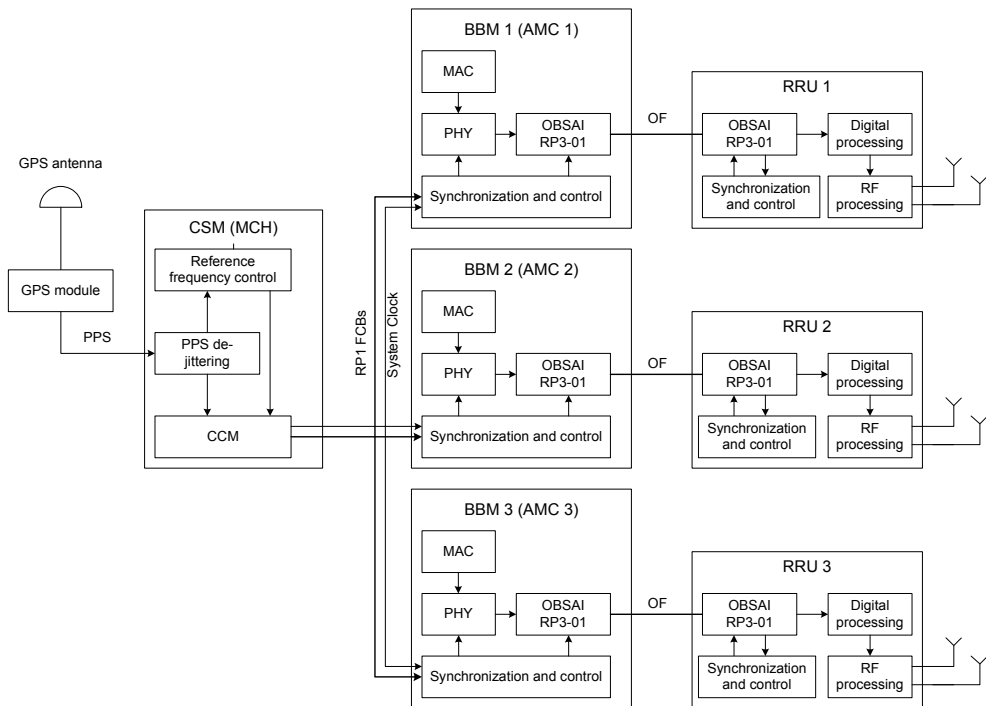 GPS antenna
GPS module
PPS
CSM (MCH)
Reference
frequency control
PPS de-
jittering
CCM
RP1 FCBs
System Clock
BBM 1 (AMC 1)
MAC
PHY
OBSAI
RP3-01
Synchronization and control
OF
RRU 1
OBSAI
RP3-01
Digital
processing
Synchronization
and control
RF
processing
BBM 2 (AMC 2)
MAC
PHY
OBSAI
RP3-01
Synchronization and control
OF
RRU 2
OBSAI
RP3-01
Digital
processing
Synchronization
and control
RF
processing
BBM 3 (AMC 3)
MAC
PHY
OBSAI
RP3-01
Synchronization and control
OF
RRU 3
OBSAI
RP3-01
Digital
processing
Synchronization
and control
RF
processing